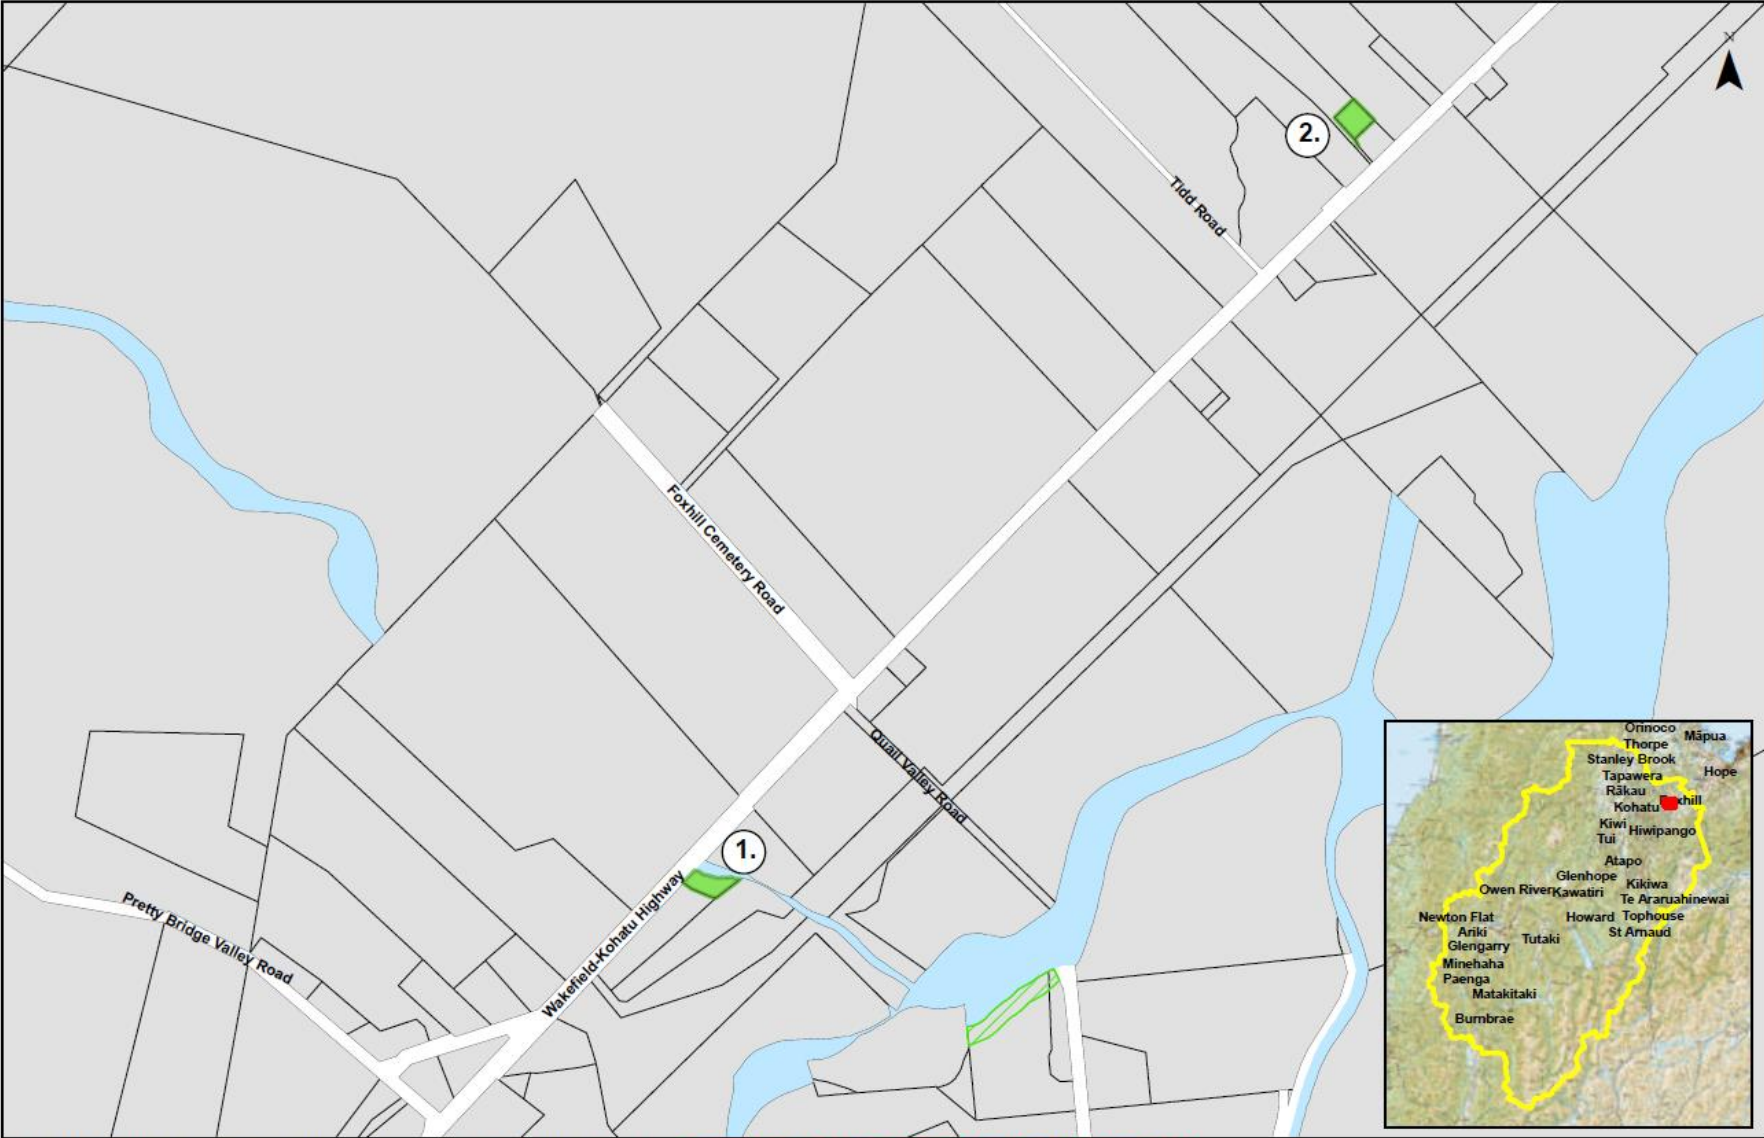 N
2.
Tidd Road
Foxhill Cemetery Road
Quail Valley Road
1.
Wakefield-Kohatu Highway
Pretty Bridge Valley Road
Orinoco
Māpua
Thorpe
Stanley Brook
Hope
Tapawera
Rākau
Kohatu
Kiwi
Hiwipango
Tui
Atapo
Glenhope
Kikiwa
Owen River
Kawatiri
Te Araruahinewai
Newton Flat
Howard
Tophouse
Ariki
Tutaki
St Arnaud
Glengarry
Minehaha
Paenga
Matakitaki
Burnbrae